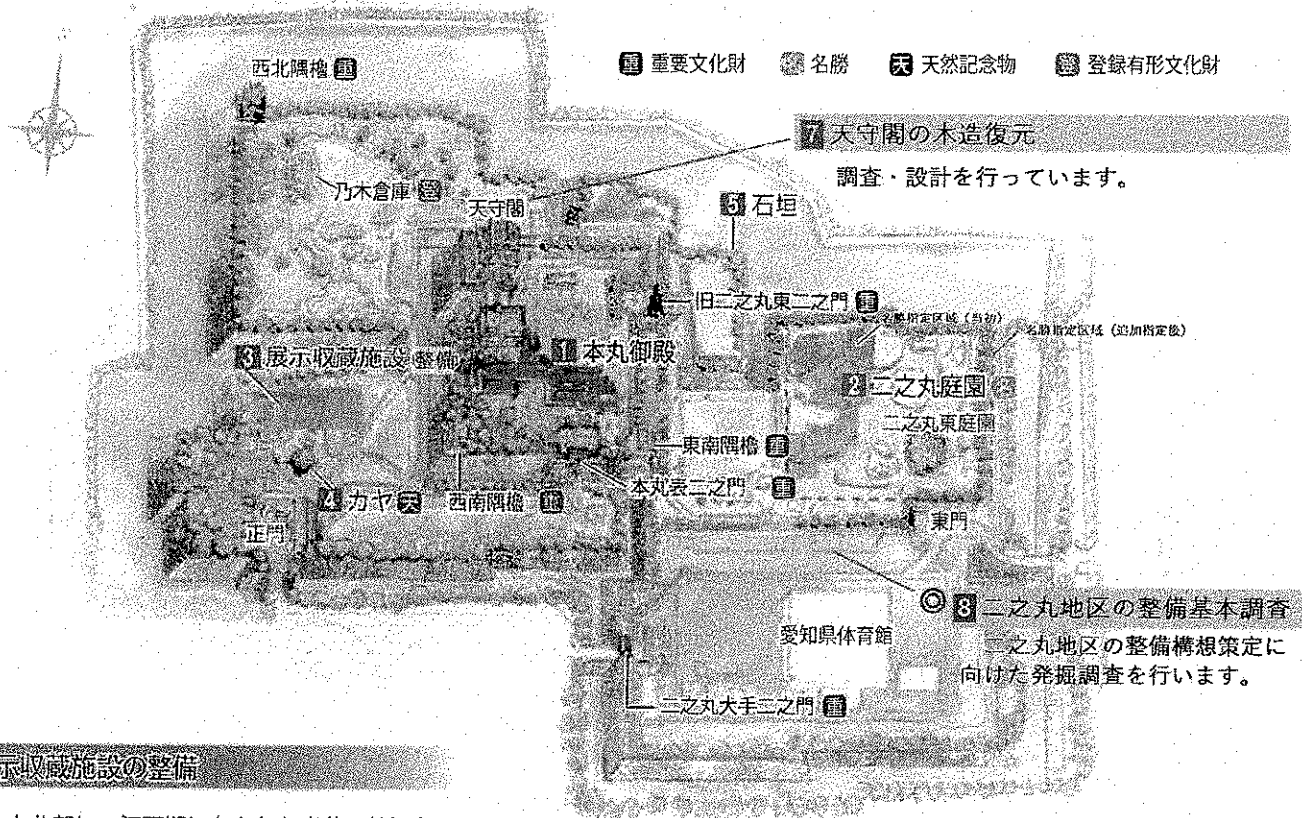 重 重要文化財 名 名勝 天 天然記念物 登 登録有形文化財
西北隅櫓 重
7 天守閣の木造復元
調査・設計を行っています。
乃木倉庫 登
天守閣
5 石垣
旧二之丸東二之門 重
名勝指定区域（当初）
名勝指定区域（追加指定後）
3 展示収蔵施設 整備
1 本丸御殿
2 二之丸庭園 名
二之丸東庭園
東南隅櫓 重
本丸表二之門 重
4 カヤ 天
西南隅櫓 重
正門
東門
◎ 8 二之丸地区の整備基本調査
二之丸地区の整備構想策定に
向けた発掘調査を行います。
愛知県体育館
二之丸大手二之門 重
示収蔵施設の整備